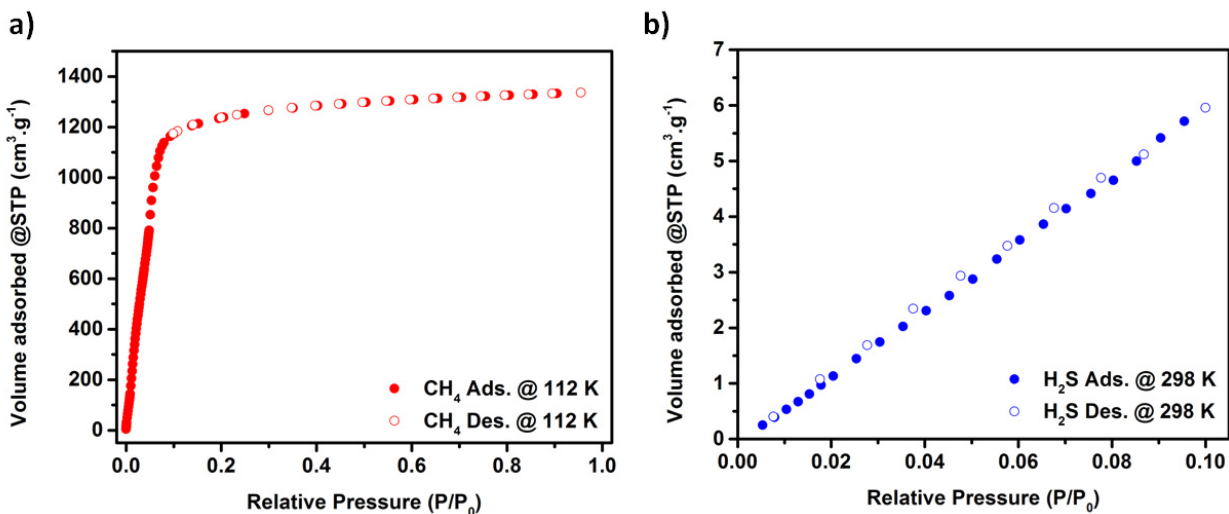 a)
1400
1200
1000
800
600
400
200
0
Volume adsorbed @STP (cm³.g⁻¹)
CH₄ Ads. @ 112 K
CH₄ Des. @ 112 K
0.0 0.2 0.4 0.6 0.8 1.0
Relative Pressure (P/P₀)
b)
7
6
5
4
3
2
1
0
Volume adsorbed @STP (cm³.g⁻¹)
H₂S Ads. @ 298 K
H₂S Des. @ 298 K
0.00 0.02 0.04 0.06 0.08 0.10
Relative Pressure (P/P₀)